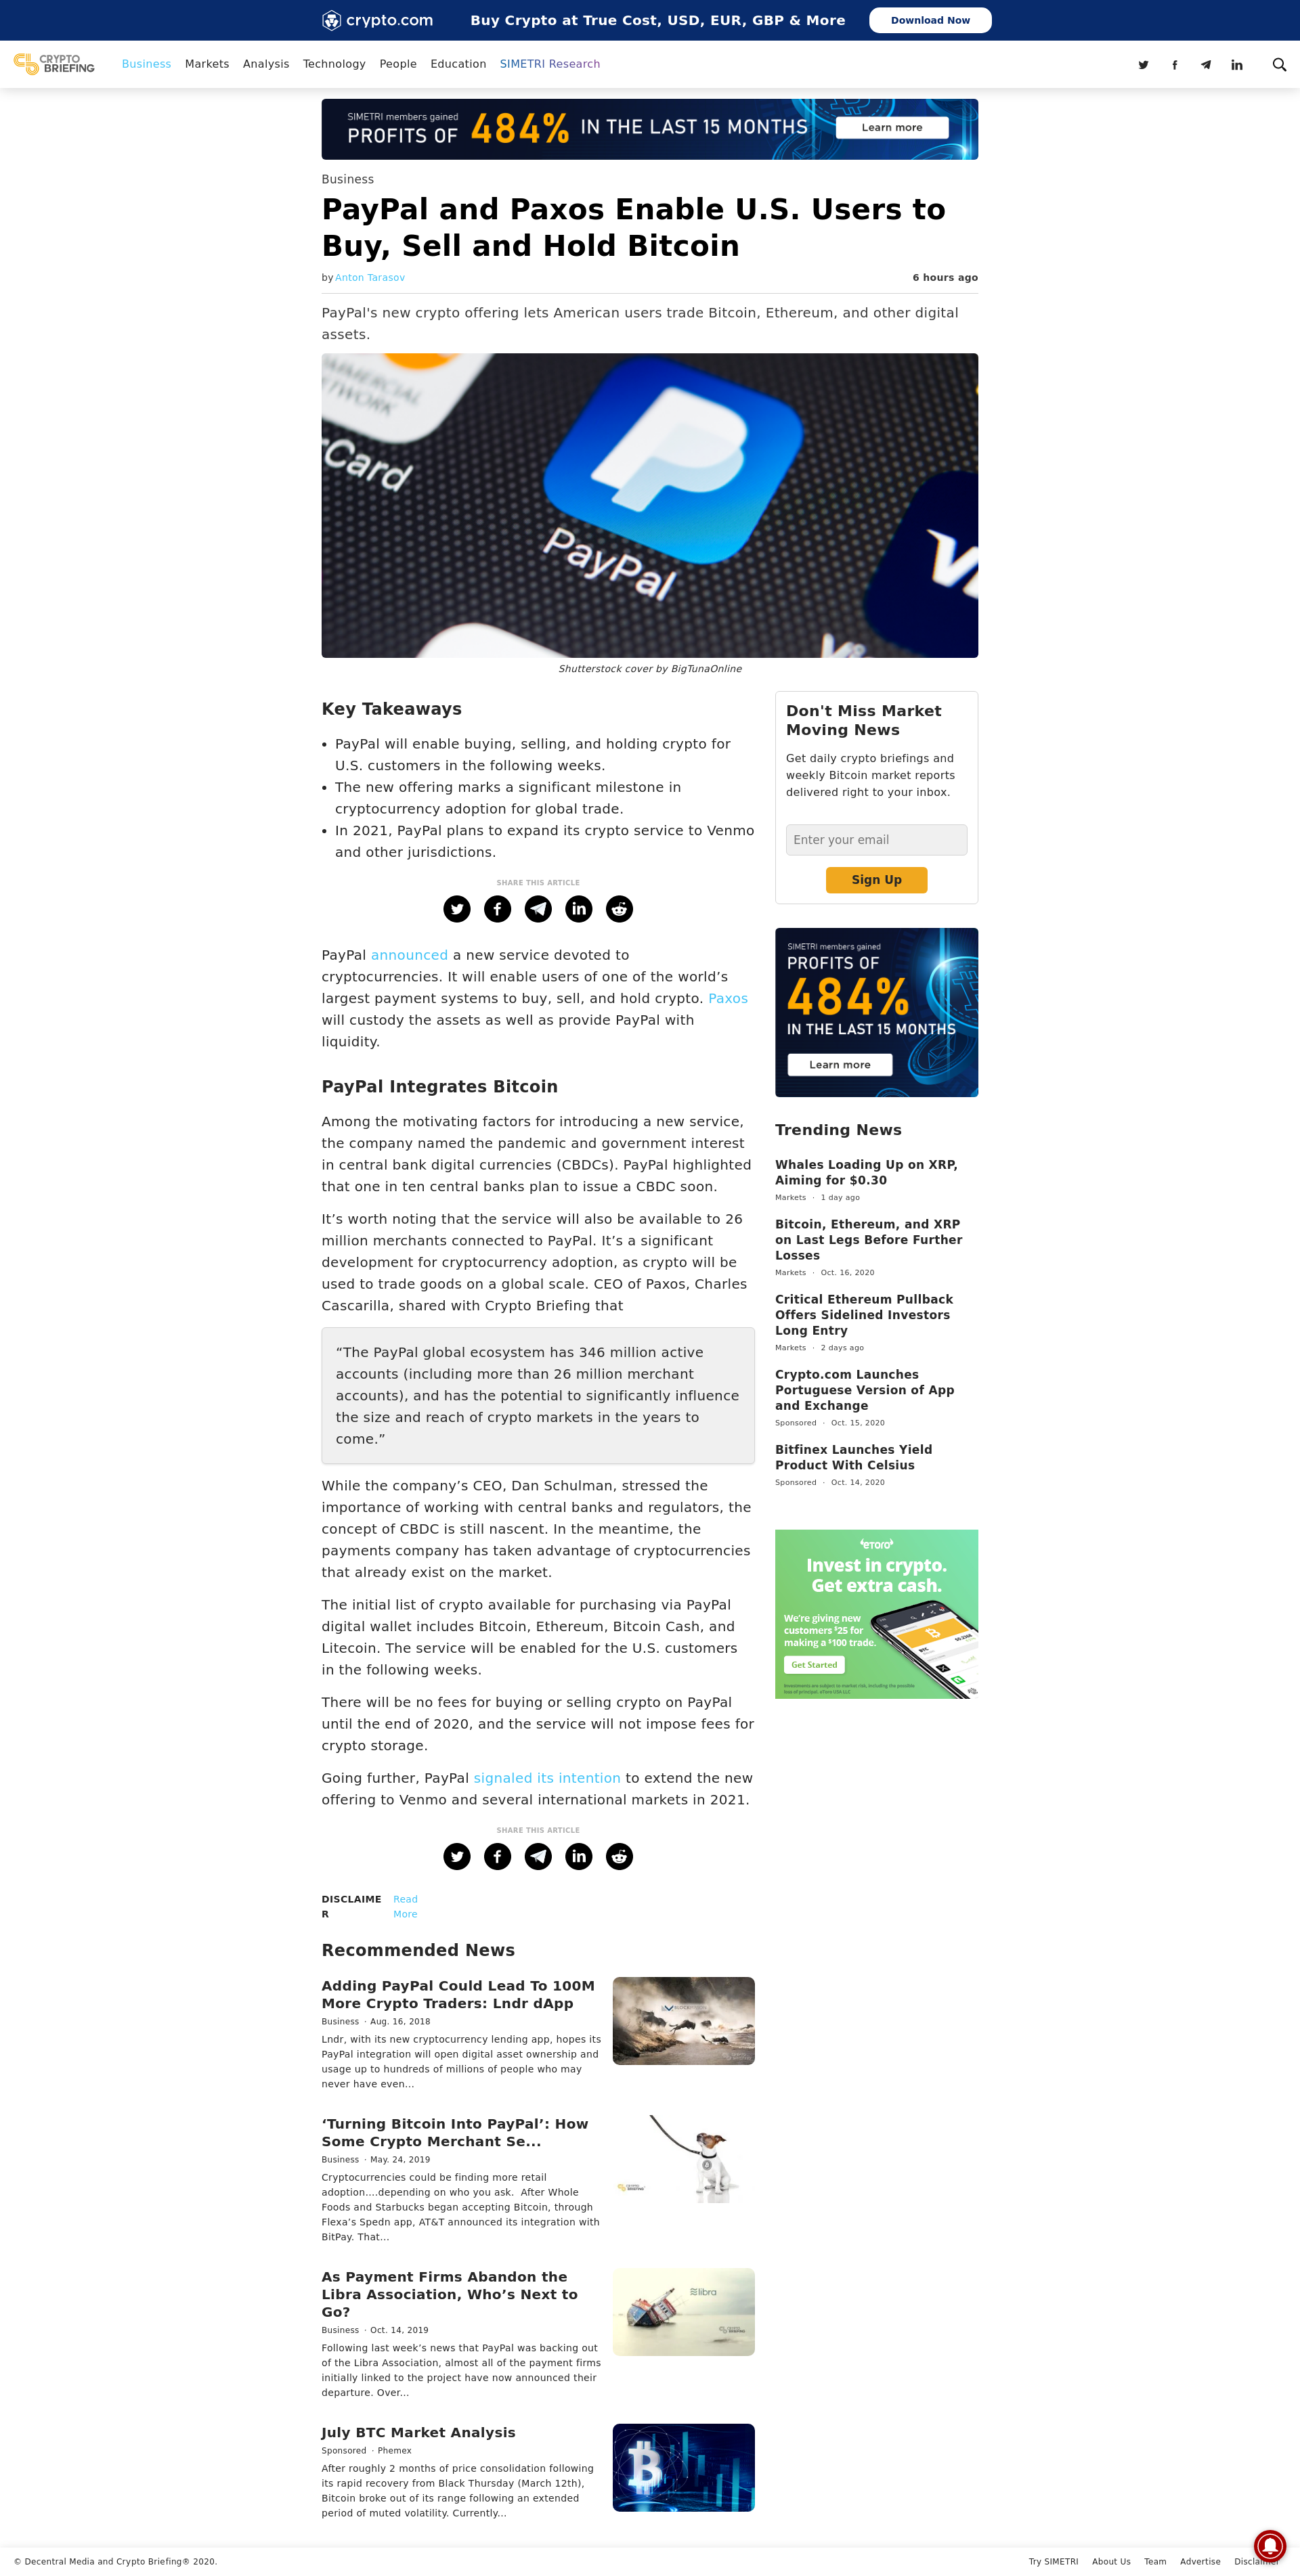 crypto.com
Buy Crypto at True Cost, USD, EUR, GBP & More
Download Now
CRYPTO
BRIEFING
Business
Markets
Analysis
Technology
People
Education
SIMETRI Research
SIMETRI members gained
PROFITS OF 484% IN THE LAST 15 MONTHS
Learn more
Business
PayPal and Paxos Enable U.S. Users to
Buy, Sell and Hold Bitcoin
by Anton Tarasov
6 hours ago
PayPal's new crypto offering lets American users trade Bitcoin, Ethereum, and other digital
assets.
COMMERCIAL
NETWORK
rCard
PayPal
Shutterstock cover by BigTunaOnline
Key Takeaways
• PayPal will enable buying, selling, and holding crypto for
U.S. customers in the following weeks.
• The new offering marks a significant milestone in
cryptocurrency adoption for global trade.
• In 2021, PayPal plans to expand its crypto service to Venmo
and other jurisdictions.
SHARE THIS ARTICLE
PayPal announced a new service devoted to
cryptocurrencies. It will enable users of one of the world’s
largest payment systems to buy, sell, and hold crypto. Paxos
will custody the assets as well as provide PayPal with
liquidity.
PayPal Integrates Bitcoin
Among the motivating factors for introducing a new service,
the company named the pandemic and government interest
in central bank digital currencies (CBDCs). PayPal highlighted
that one in ten central banks plan to issue a CBDC soon.
It’s worth noting that the service will also be available to 26
million merchants connected to PayPal. It’s a significant
development for cryptocurrency adoption, as crypto will be
used to trade goods on a global scale. CEO of Paxos, Charles
Cascarilla, shared with Crypto Briefing that
“The PayPal global ecosystem has 346 million active
accounts (including more than 26 million merchant
accounts), and has the potential to significantly influence
the size and reach of crypto markets in the years to
come.”
While the company’s CEO, Dan Schulman, stressed the
importance of working with central banks and regulators, the
concept of CBDC is still nascent. In the meantime, the
payments company has taken advantage of cryptocurrencies
that already exist on the market.
The initial list of crypto available for purchasing via PayPal
digital wallet includes Bitcoin, Ethereum, Bitcoin Cash, and
Litecoin. The service will be enabled for the U.S. customers
in the following weeks.
There will be no fees for buying or selling crypto on PayPal
until the end of 2020, and the service will not impose fees for
crypto storage.
Going further, PayPal signaled its intention to extend the new
offering to Venmo and several international markets in 2021.
SHARE THIS ARTICLE
DISCLAIME
R
Read
More
Don't Miss Market
Moving News
Get daily crypto briefings and
weekly Bitcoin market reports
delivered right to your inbox.
Enter your email
Sign Up
SIMETRI members gained
PROFITS OF
484%
IN THE LAST 15 MONTHS
Learn more
Trending News
Whales Loading Up on XRP,
Aiming for $0.30
Markets · 1 day ago
Bitcoin, Ethereum, and XRP
on Last Legs Before Further
Losses
Markets · Oct. 16, 2020
Critical Ethereum Pullback
Offers Sidelined Investors
Long Entry
Markets · 2 days ago
Crypto.com Launches
Portuguese Version of App
and Exchange
Sponsored · Oct. 15, 2020
Bitfinex Launches Yield
Product With Celsius
Sponsored · Oct. 14, 2020
eToro
Invest in crypto.
Get extra cash.
We're giving new
customers $25 for
making a $100 trade.
Get Started
Investments are subject to market risk, including the possible
loss of principal. eToro USA LLC
Recommended News
Adding PayPal Could Lead To 100M
More Crypto Traders: Lndr dApp
Business · Aug. 16, 2018
Lndr, with its new cryptocurrency lending app, hopes its
PayPal integration will open digital asset ownership and
usage up to hundreds of millions of people who may
never have even...
‘Turning Bitcoin Into PayPal’: How
Some Crypto Merchant Se...
Business · May. 24, 2019
Cryptocurrencies could be finding more retail
adoption....depending on who you ask. After Whole
Foods and Starbucks began accepting Bitcoin, through
Flexa’s Spedn app, AT&T announced its integration with
BitPay. That...
CRYPTO
BRIEFING
As Payment Firms Abandon the
Libra Association, Who’s Next to
Go?
Business · Oct. 14, 2019
Following last week’s news that PayPal was backing out
of the Libra Association, almost all of the payment firms
initially linked to the project have now announced their
departure. Over...
libra
CRYPTO
BRIEFING
July BTC Market Analysis
Sponsored · Phemex
After roughly 2 months of price consolidation following
its rapid recovery from Black Thursday (March 12th),
Bitcoin broke out of its range following an extended
period of muted volatility. Currently...
© Decentral Media and Crypto Briefing® 2020.
Try SIMETRI
About Us
Team
Advertise
Disclaimer